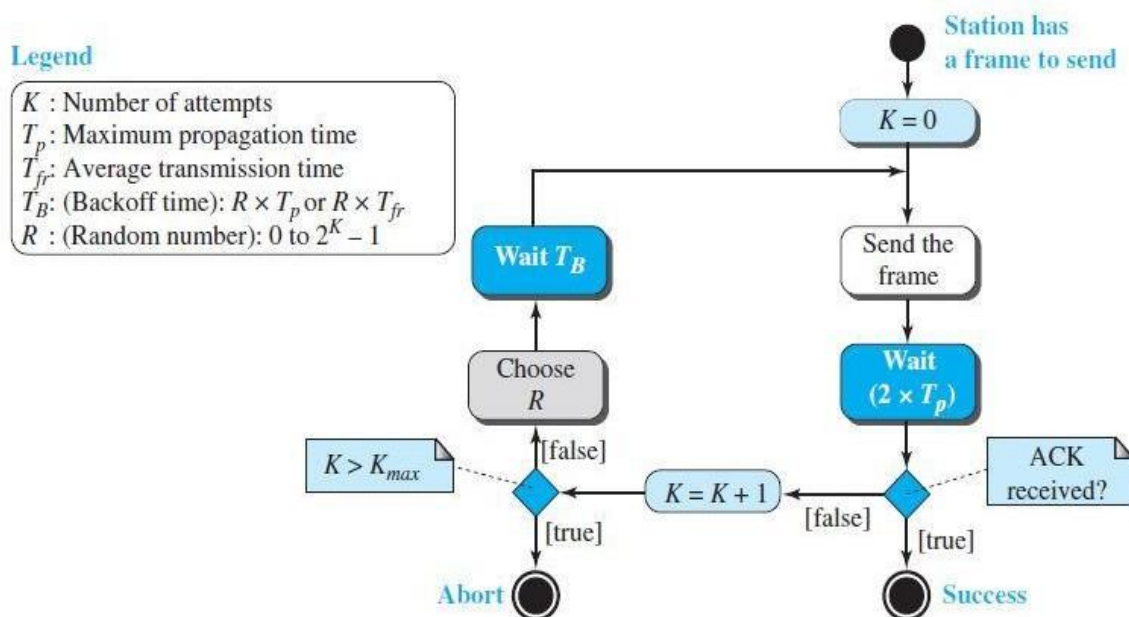 Station has
a frame to send
Legend
K : Number of attempts
Tp : Maximum propagation time
Tfr : Average transmission time
TB : (Backoff time): R × Tp or R × Tfr
R : (Random number): 0 to 2^K – 1
K = 0
Wait TB
Send the
frame
Choose
R
Wait
(2 × Tp)
K > Kmax
[false]
K = K + 1
[false]
ACK
received?
[true]
[true]
Abort
Success